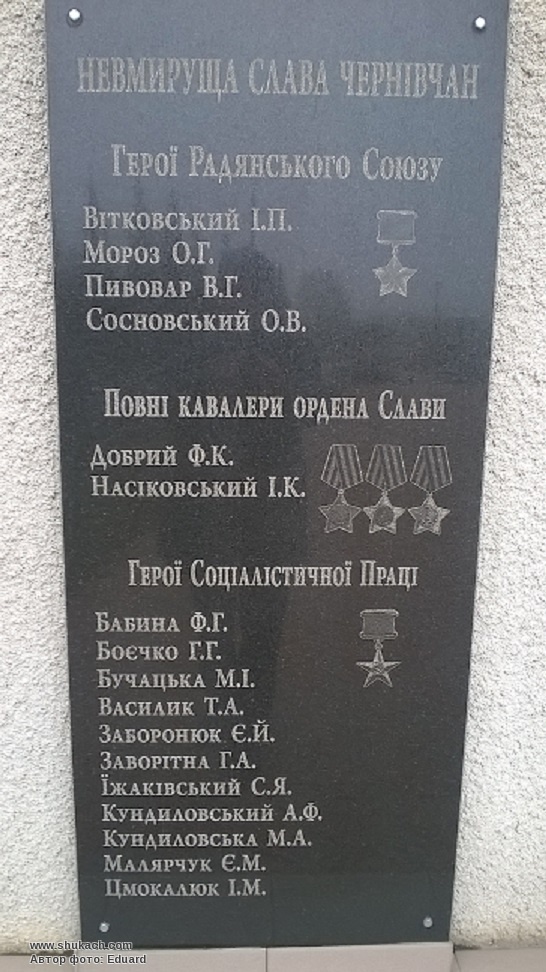 НЕВМИРУЩА СЛАВА ЧЕРНІВЧАН
ГЕРОЇ РАДЯНСЬКОГО СОЮЗУ
ВІТКОВСЬКИЙ І.П.
МОРОЗ О.Г.
ПИВОВАР В.Г.
СОСНОВСЬКИЙ О.В.
ПОВНІ КАВАЛЕРИ ОРДЕНА СЛАВИ
ДОБРИЙ Ф.К.
НАСІКОВСЬКИЙ І.К.
ГЕРОЇ СОЦІАЛІСТИЧНОЇ ПРАЦІ
БАБИНА Ф.Г.
БОЄЧКО Г.Г.
БУЧАЦЬКА М.І.
ВАСИЛИК Т.А.
ЗАБОРОНЮК Є.Й.
ЗАВОРІТНА Г.А.
ЇЖАКІВСЬКИЙ С.Я.
КУНДИЛОВСЬКИЙ А.Ф.
КУНДИЛОВСЬКА М.А.
МАЛЯРЧУК Є.М.
ЦМОКАЛЮК І.М.
www.shukach.com
Автор фото: Eduard